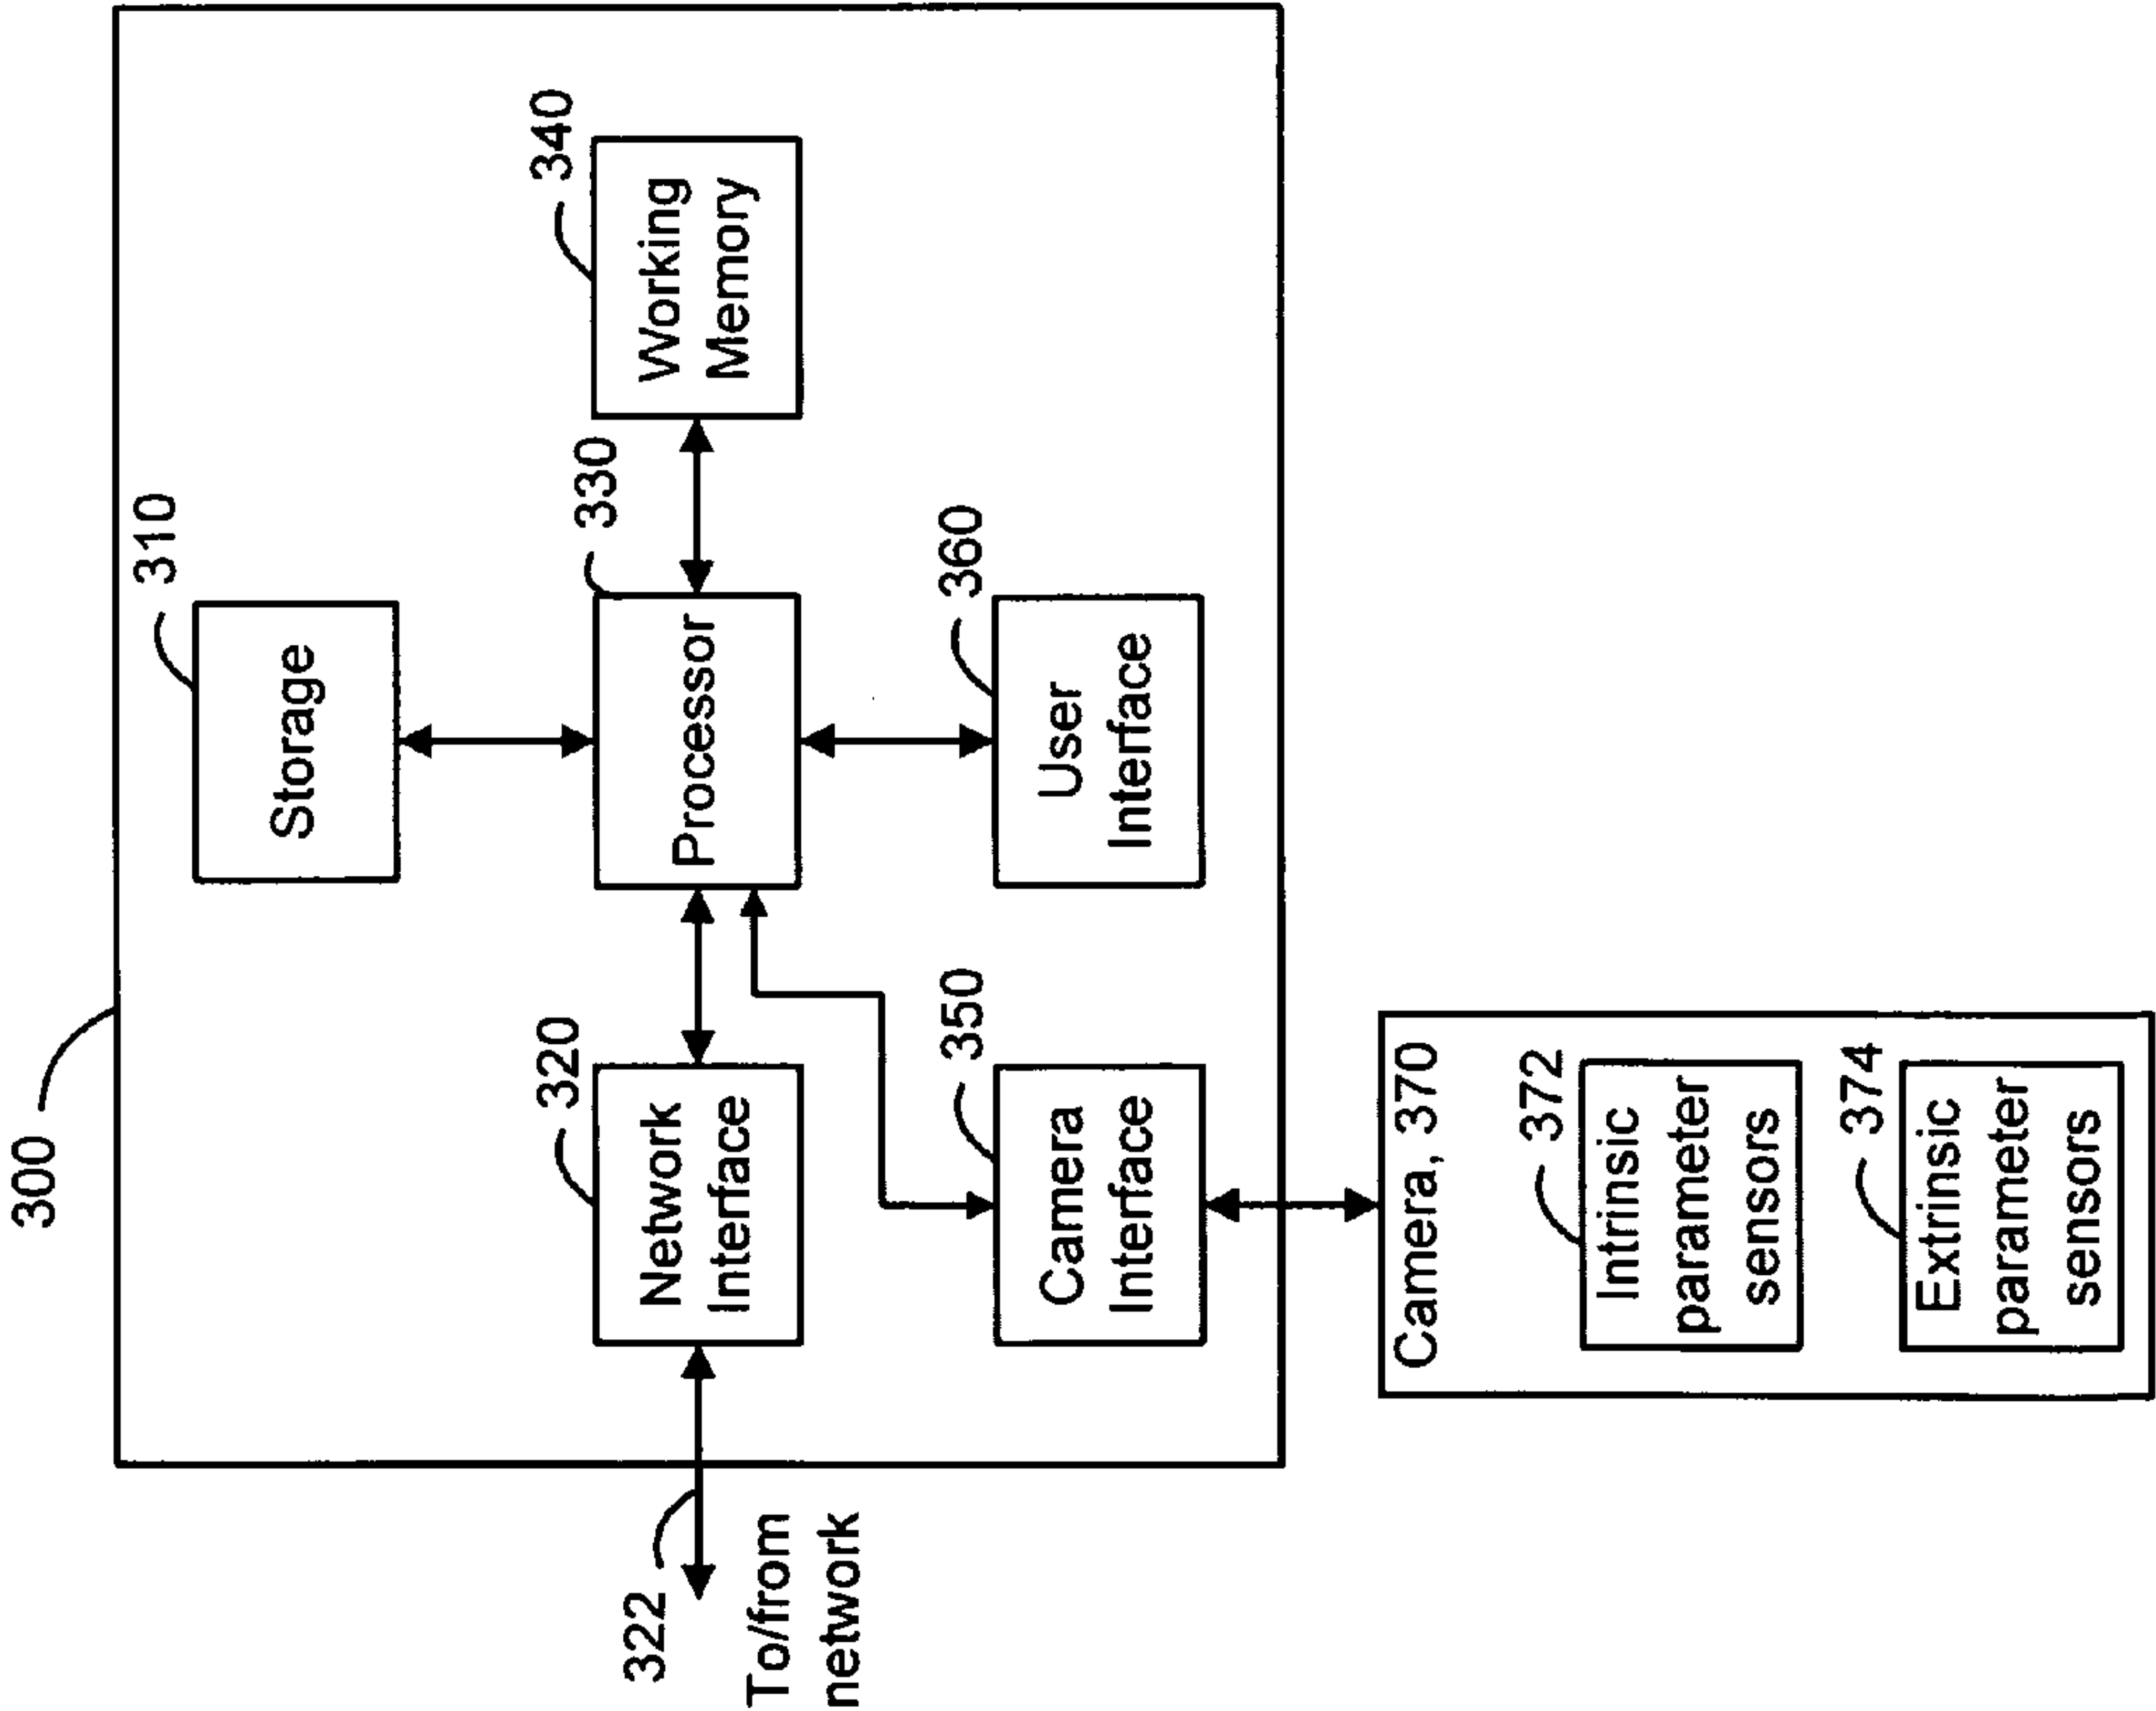 300
310
Storage
320
Network
Interface
330
Processor
340
Working
Memory
322
To/from
network
350
Camera
Interface
360
User
Interface
Camera, 370
372
Intrinsic
parameter
sensors
374
Extrinsic
parameter
sensors